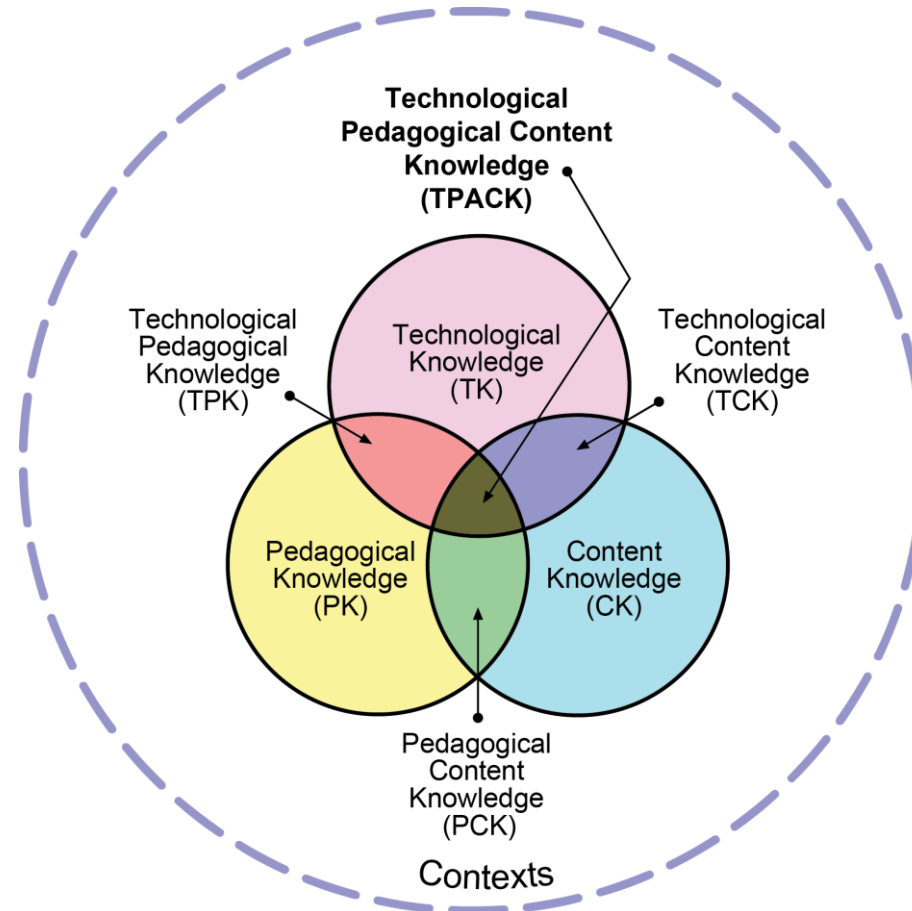 Technological
Pedagogical Content
Knowledge
(TPACK)
Technological
Pedagogical
Knowledge
(TPK)
Technological
Knowledge
(TK)
Technological
Content
Knowledge
(TCK)
Pedagogical
Knowledge
(PK)
Content
Knowledge
(CK)
Pedagogical
Content
Knowledge
(PCK)
Contexts